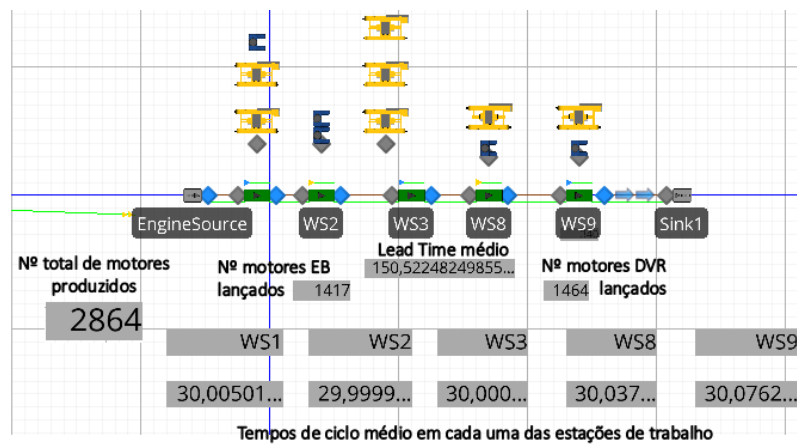 EngineSource
WS2
WS3
WS8
WS9
Sink1
Nº total de motores
produzidos
2864
Nº motores EB
lançados 1417
Lead Time médio
150,52248249855...
Nº motores DVR
1464 lançados
WS1 WS2 WS3 WS8 WS9
30,00501... 29,9999... 30,000... 30,037... 30,0762...
Tempos de ciclo médio em cada uma das estações de trabalho